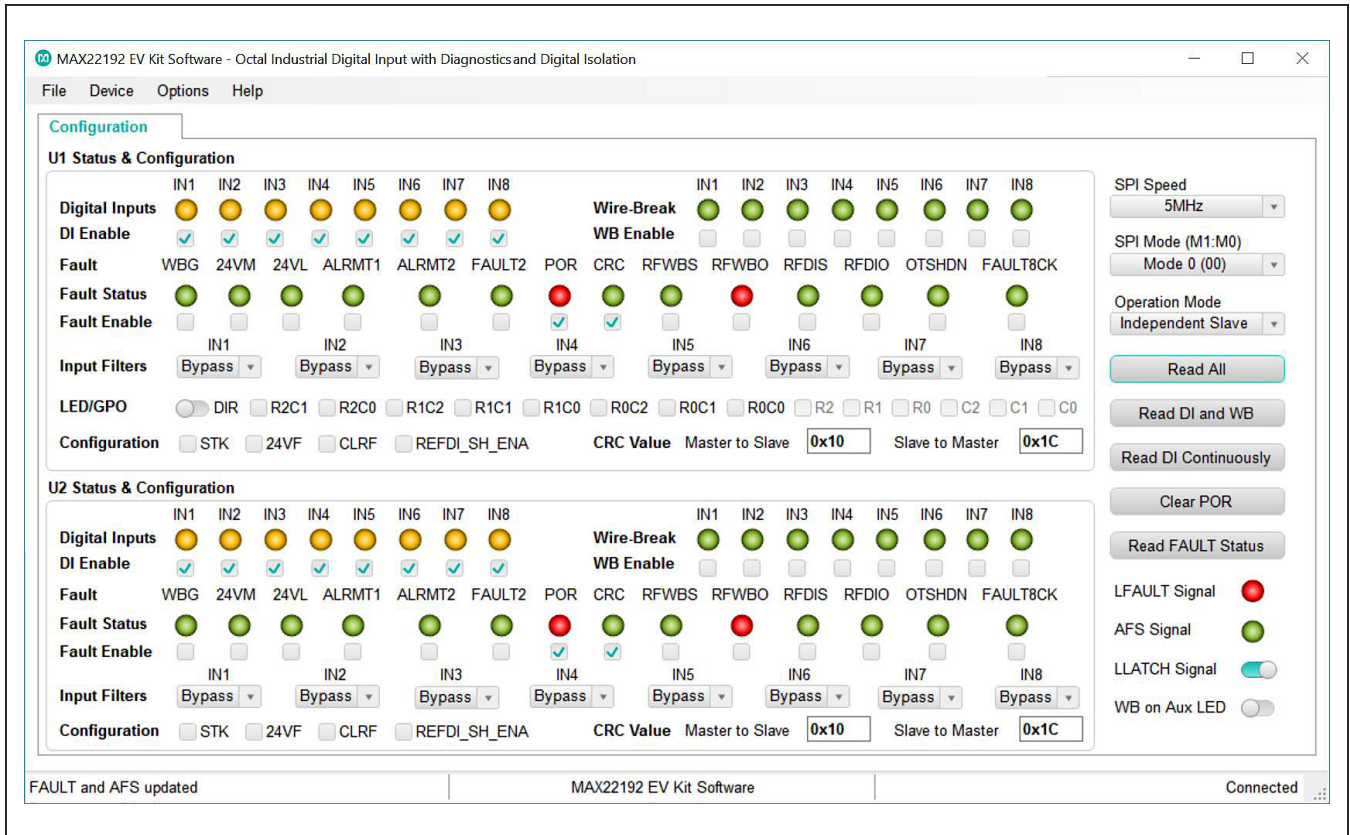 MAX22192 EV Kit Software - Octal Industrial Digital Input with Diagnostics and Digital Isolation
File Device Options Help
Configuration
U1 Status & Configuration
IN1 IN2 IN3 IN4 IN5 IN6 IN7 IN8 IN1 IN2 IN3 IN4 IN5 IN6 IN7 IN8
Digital Inputs Wire-Break
DI Enable WB Enable
Fault WBG 24VM 24VL ALRMT1 ALRMT2 FAULT2 POR CRC RFWBS RFWBO RFDIS RFDIO OTSHDN FAULT8CK
Fault Status
Fault Enable
IN1 IN2 IN3 IN4 IN5 IN6 IN7 IN8
Input Filters Bypass Bypass Bypass Bypass Bypass Bypass Bypass Bypass
LED/GPO DIR R2C1 R2C0 R1C2 R1C1 R1C0 R0C2 R0C1 R0C0 R2 R1 R0 C2 C1 C0
Configuration STK 24VF CLRF REFDI_SH_ENA CRC Value Master to Slave 0x10 Slave to Master 0x1C
U2 Status & Configuration
IN1 IN2 IN3 IN4 IN5 IN6 IN7 IN8 IN1 IN2 IN3 IN4 IN5 IN6 IN7 IN8
Digital Inputs Wire-Break
DI Enable WB Enable
Fault WBG 24VM 24VL ALRMT1 ALRMT2 FAULT2 POR CRC RFWBS RFWBO RFDIS RFDIO OTSHDN FAULT8CK
Fault Status
Fault Enable
IN1 IN2 IN3 IN4 IN5 IN6 IN7 IN8
Input Filters Bypass Bypass Bypass Bypass Bypass Bypass Bypass Bypass
Configuration STK 24VF CLRF REFDI_SH_ENA CRC Value Master to Slave 0x10 Slave to Master 0x1C
SPI Speed
5MHz
SPI Mode (M1:M0)
Mode 0 (00)
Operation Mode
Independent Slave
Read All
Read DI and WB
Read DI Continuously
Clear POR
Read FAULT Status
LFAULT Signal
AFS Signal
LLATCH Signal
WB on Aux LED
FAULT and AFS updated MAX22192 EV Kit Software Connected